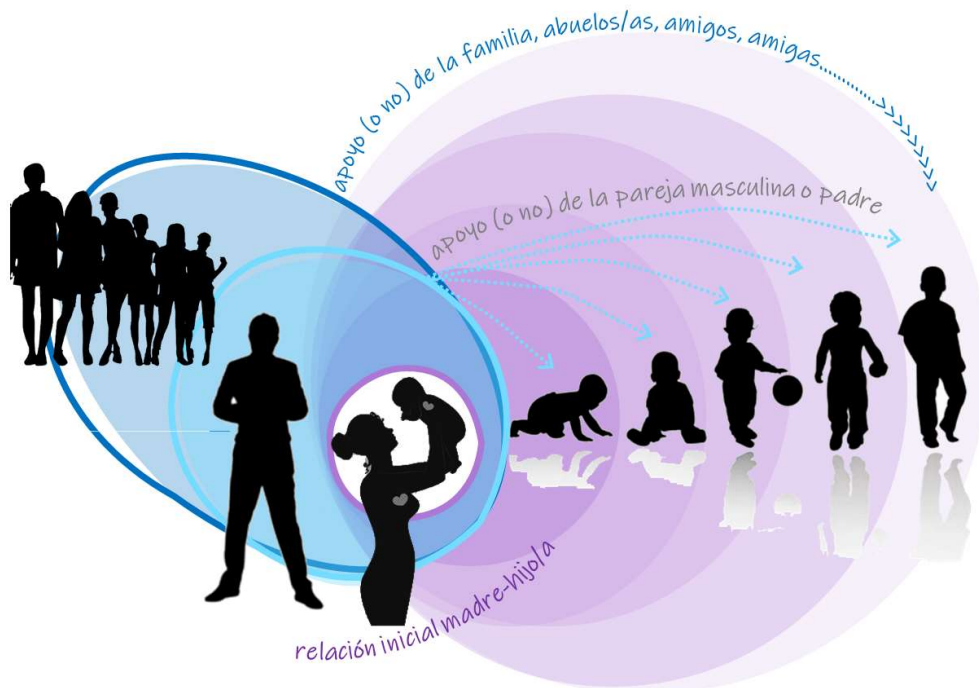 apoyo (o no) de la familia, abuelos/as, amigos, amigas..........>>>>>>>>>
apoyo (o no) de la pareja masculina o padre
relación inicial madre-hijo/a